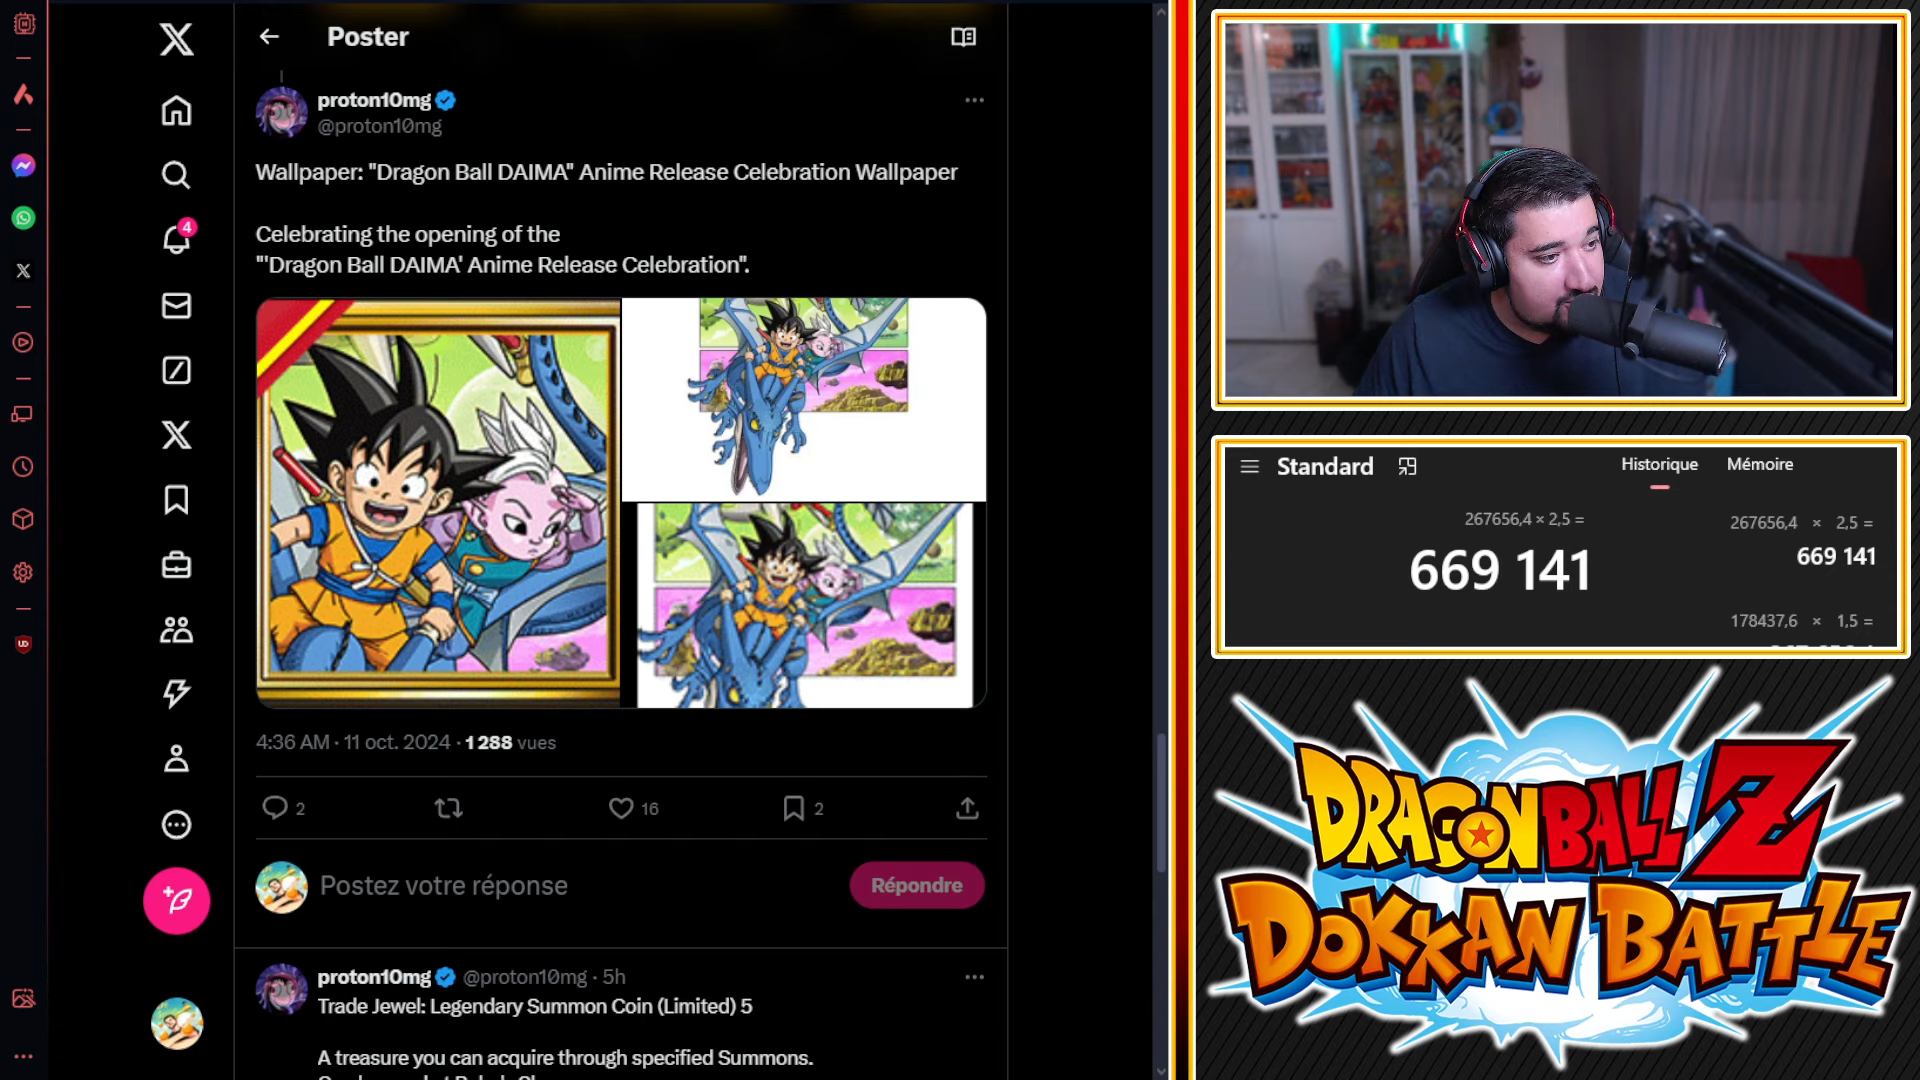 Poster
proton10mg
@proton10mg
Wallpaper: "Dragon Ball DAIMA" Anime Release Celebration Wallpaper
Celebrating the opening of the
"'Dragon Ball DAIMA' Anime Release Celebration".
4:36 AM · 11 oct. 2024 · 1 288 vues
2
16
2
Postez votre réponse
Répondre
proton10mg @proton10mg · 5h
Trade Jewel: Legendary Summon Coin (Limited) 5
A treasure you can acquire through specified Summons.
4
UD
Standard
Historique
Mémoire
267656,4 × 2,5 =
669 141
267656,4 × 2,5 =
669 141
178437,6 × 1,5 =
DRAGON BALL Z
DOKKAN BATTLE